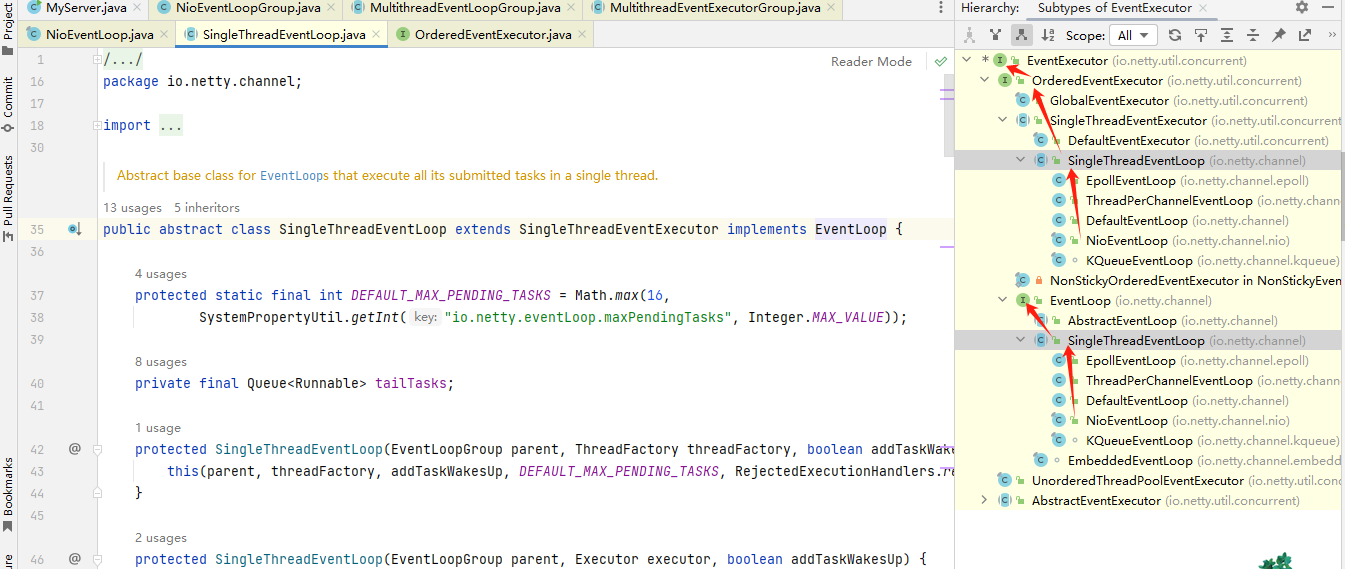 MyServer.java
NioEventLoopGroup.java
MultithreadEventLoopGroup.java
MultithreadEventExecutorGroup.java
NioEventLoop.java
SingleThreadEventLoop.java
OrderedEventExecutor.java
Reader Mode
Project
Commit
Pull Requests
Bookmarks
1 /.../
16 package io.netty.channel;
17
18 import ...
30
Abstract base class for EventLoops that execute all its submitted tasks in a single thread.
13 usages 5 inheritors
35 public abstract class SingleThreadEventLoop extends SingleThreadEventExecutor implements EventLoop {
36
4 usages
37 protected static final int DEFAULT_MAX_PENDING_TASKS = Math.max(16,
38 SystemPropertyUtil.getInt( key: "io.netty.eventLoop.maxPendingTasks", Integer.MAX_VALUE));
39
8 usages
40 private final Queue<Runnable> tailTasks;
41
1 usage
42 @ protected SingleThreadEventLoop(EventLoopGroup parent, ThreadFactory threadFactory, boolean addTaskWake
43 this(parent, threadFactory, addTaskWakesUp, DEFAULT_MAX_PENDING_TASKS, RejectedExecutionHandlers.re
44 }
45
2 usages
46 @ protected SingleThreadEventLoop(EventLoopGroup parent, Executor executor, boolean addTaskWakesUp) {
Hierarchy: Subtypes of EventExecutor
Scope: All
* EventExecutor (io.netty.util.concurrent)
OrderedEventExecutor (io.netty.util.concurrent)
GlobalEventExecutor (io.netty.util.concurrent)
SingleThreadEventExecutor (io.netty.util.concurrent
DefaultEventExecutor (io.netty.util.concurrent)
SingleThreadEventLoop (io.netty.channel)
EpollEventLoop (io.netty.channel.epoll)
ThreadPerChannelEventLoop (io.netty.chann
DefaultEventLoop (io.netty.channel)
NioEventLoop (io.netty.channel.nio)
KQueueEventLoop (io.netty.channel.kqueue)
NonStickyOrderedEventExecutor in NonStickyEven
EventLoop (io.netty.channel)
AbstractEventLoop (io.netty.channel)
SingleThreadEventLoop (io.netty.channel)
EpollEventLoop (io.netty.channel.epoll)
ThreadPerChannelEventLoop (io.netty.chann
DefaultEventLoop (io.netty.channel)
NioEventLoop (io.netty.channel.nio)
KQueueEventLoop (io.netty.channel.kqueue)
EmbeddedEventLoop (io.netty.channel.embedd
UnorderedThreadPoolEventExecutor (io.netty.util.conc
AbstractEventExecutor (io.netty.util.concurrent)